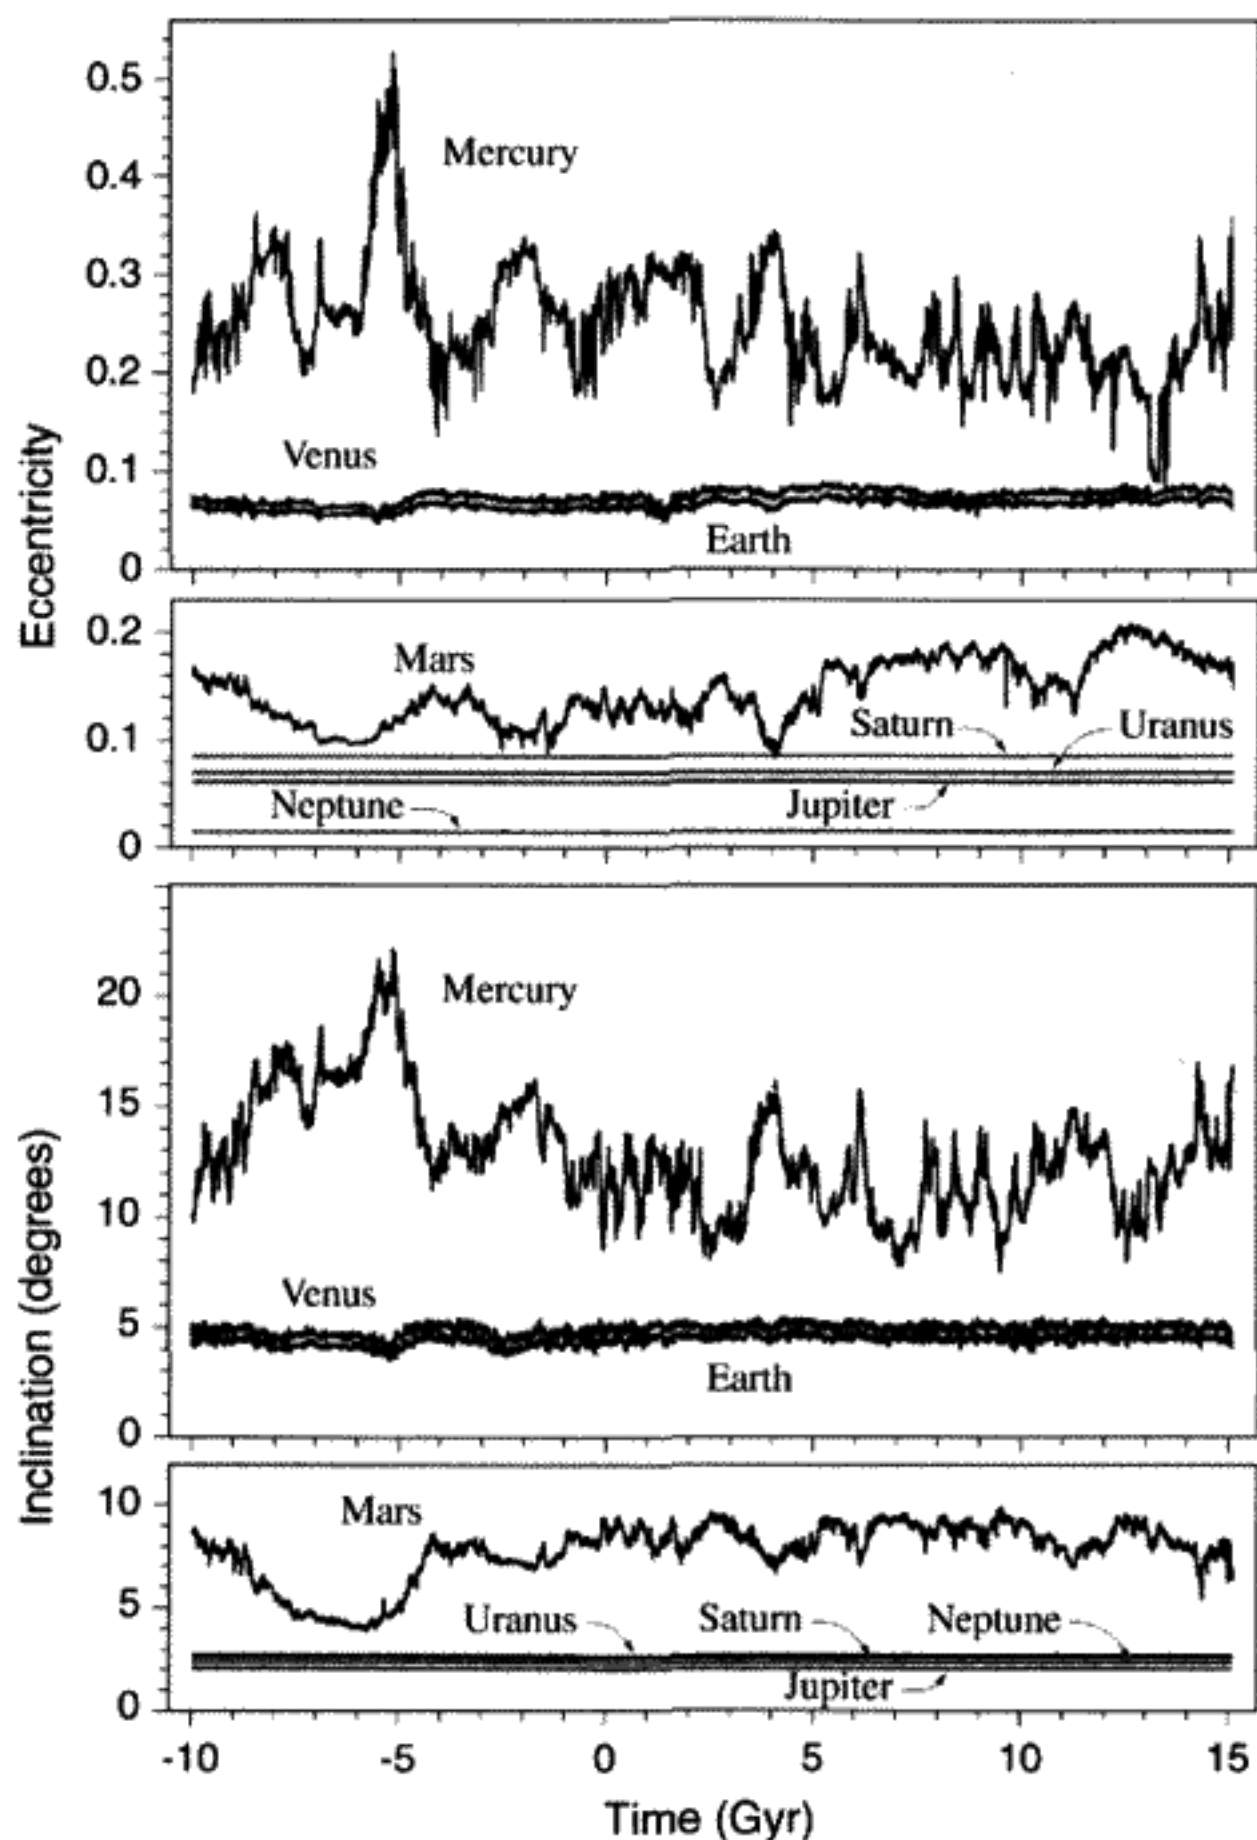 Eccentricity
0.5
0.4
0.3
0.2
0.1
0
Mercury
Venus
Earth
0.2
0.1
0
Mars
Saturn
Uranus
Neptune
Jupiter
Inclination (degrees)
20
15
10
5
0
Mercury
Venus
Earth
10
5
0
Mars
Uranus
Saturn
Neptune
Jupiter
-10
-5
0
5
10
15
Time (Gyr)